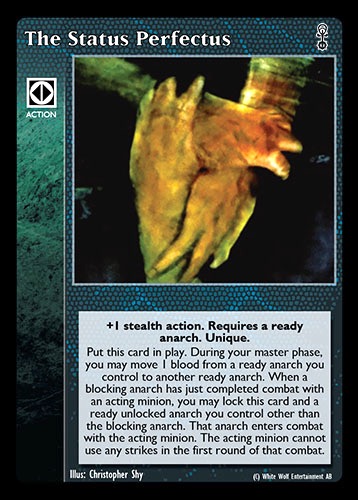 The Status Perfectus
ACTION
+1 stealth action. Requires a ready
anarch. Unique.
Put this card in play. During your master phase,
you may move 1 blood from a ready anarch you
control to another ready anarch. When a
blocking anarch has just completed combat with
an acting minion, you may lock this card and a
ready unlocked anarch you control other than
the blocking anarch. That anarch enters combat
with the acting minion. The acting minion cannot
use any strikes in the first round of that combat.
Illus: Christopher Shy
(C) White Wolf Entertainment AB